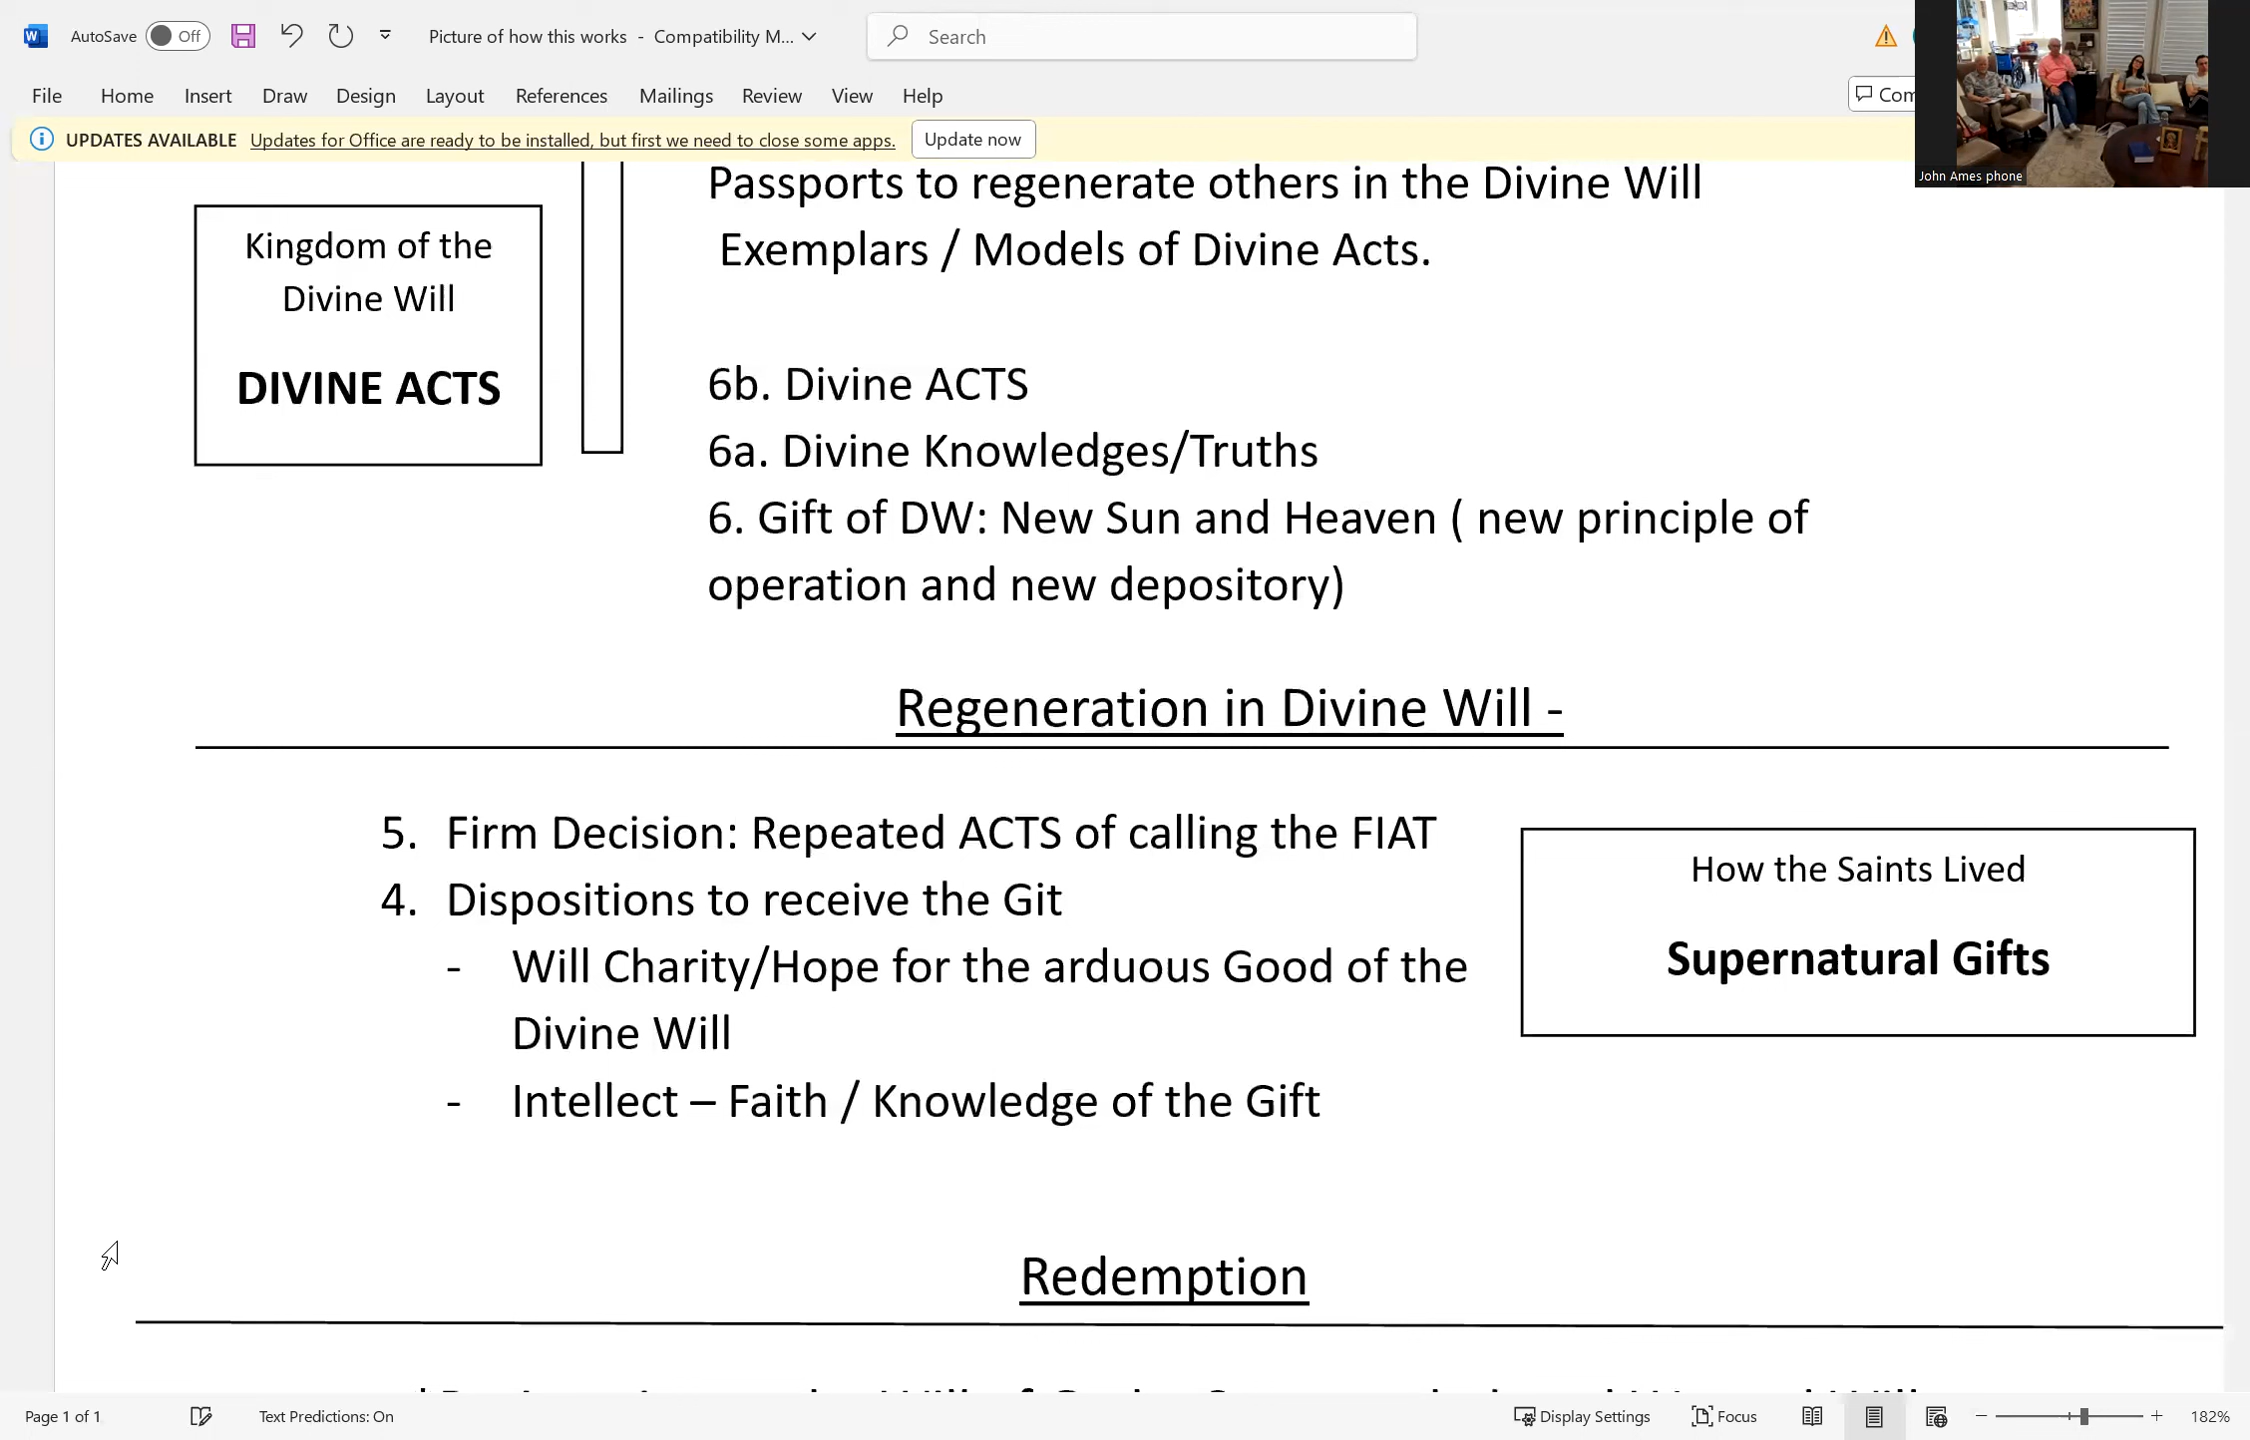 AutoSave Off Picture of how this works - Compatibility M... Search
File Home Insert Draw Design Layout References Mailings Review View Help Com
UPDATES AVAILABLE Updates for Office are ready to be installed, but first we need to close some apps. Update now
John Ames phone
Passports to regenerate others in the Divine Will
Exemplars / Models of Divine Acts.
Kingdom of the
Divine Will
DIVINE ACTS
6b. Divine ACTS
6a. Divine Knowledges/Truths
6. Gift of DW: New Sun and Heaven ( new principle of
operation and new depository)
Regeneration in Divine Will -
5. Firm Decision: Repeated ACTS of calling the FIAT
4. Dispositions to receive the Git
- Will Charity/Hope for the arduous Good of the
Divine Will
- Intellect – Faith / Knowledge of the Gift
How the Saints Lived
Supernatural Gifts
Redemption
Page 1 of 1 Text Predictions: On Display Settings Focus 182%